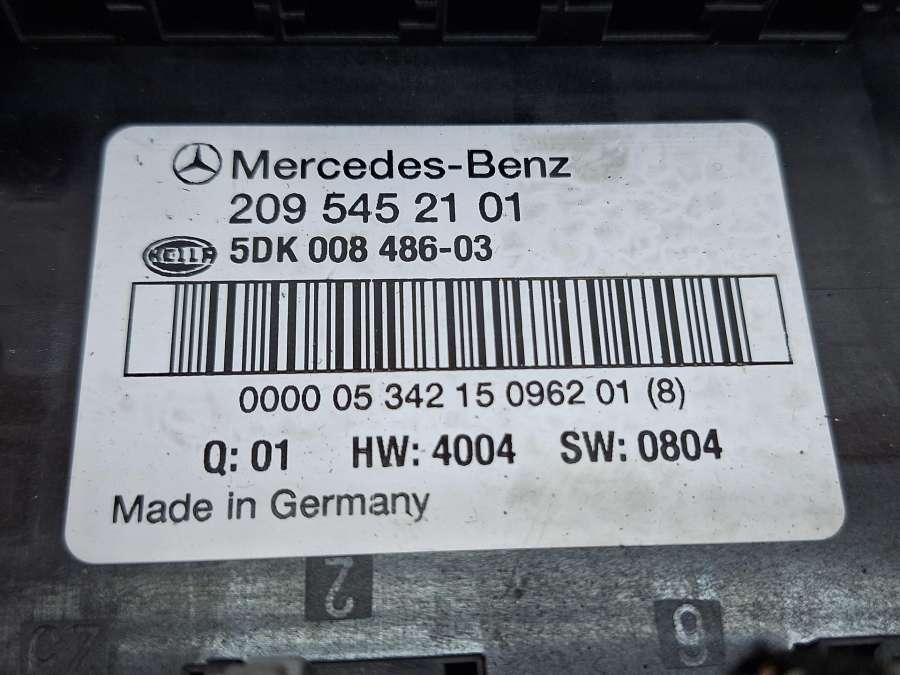 Mercedes-Benz
209 545 21 01
HELLA 5DK 008 486-03
0000 05 342 15 0962 01 (8)
Q: 01 HW: 4004 SW: 0804
Made in Germany
2
6